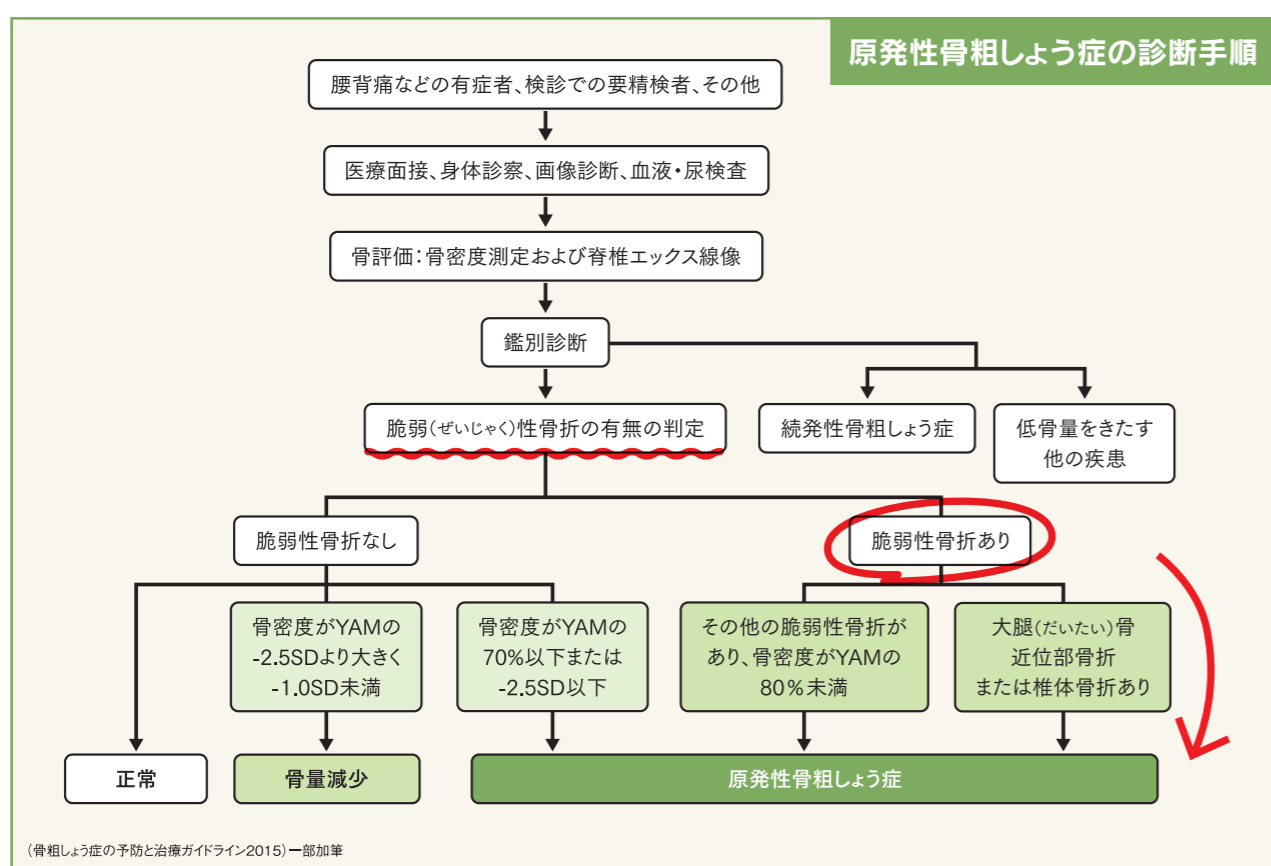 原発性骨粗しょう症の診断手順
腰背痛などの有症者、検診での要精検者、その他
医療面接、身体診察、画像診断、血液・尿検査
骨評価：骨密度測定および脊椎エックス線像
鑑別診断
脆弱（ぜいじゃく）性骨折の有無の判定
続発性骨粗しょう症
低骨量をきたす
他の疾患
脆弱性骨折なし
脆弱性骨折あり
骨密度がYAMの
-2.5SDより大きく
-1.0SD未満
骨密度がYAMの
70%以下または
-2.5SD以下
その他の脆弱性骨折が
あり、骨密度がYAMの
80%未満
大腿（だいたい）骨
近位部骨折
または椎体骨折あり
正常
骨量減少
原発性骨粗しょう症
（骨粗しょう症の予防と治療ガイドライン2015）一部加筆